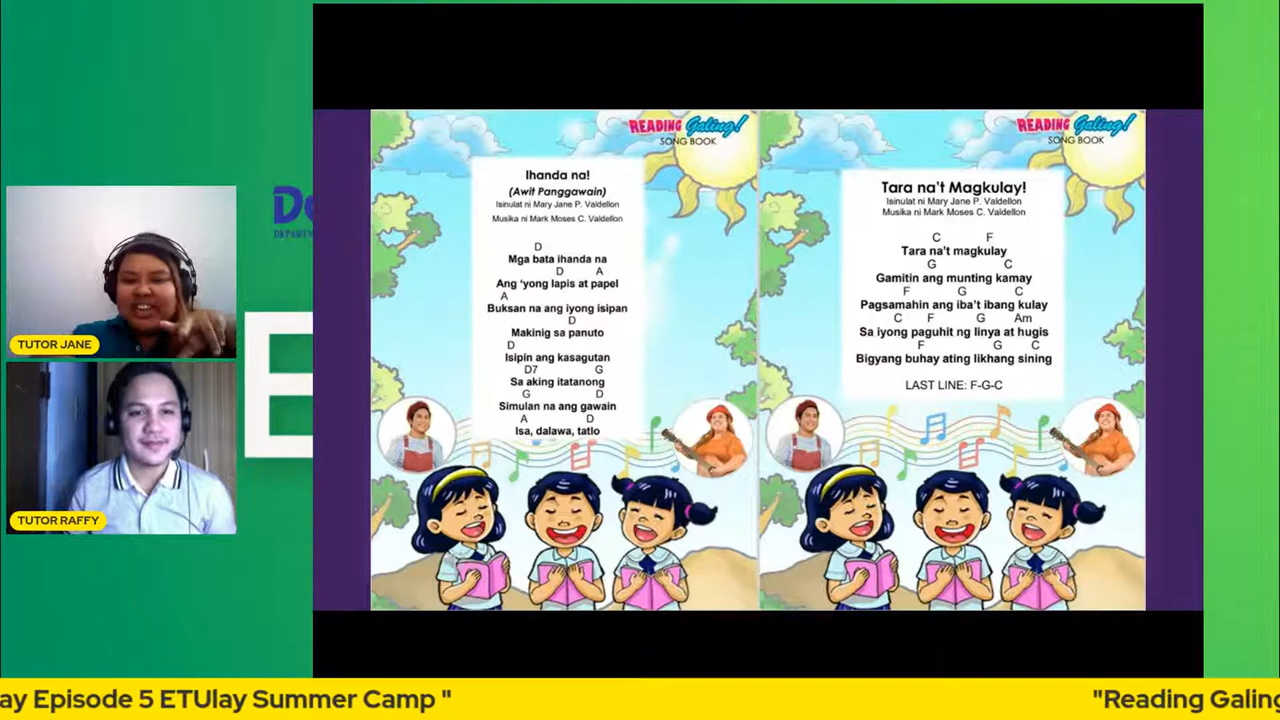 READING Galing!
SONG BOOK
Ihanda na!
(Awit Panggawain)
Isinulat ni Mary Jane P. Valdellon
Musika ni Mark Moses C. Valdellon
D
Mga bata ihanda na
D A
Ang ‘yong lapis at papel
A
Buksan na ang iyong isipan
D
Makinig sa panuto
D
Isipin ang kasagutan
D7 G
Sa aking itatanong
G D
Simulan na ang gawain
A D
Isa, dalawa, tatlo
READING Galing!
SONG BOOK
Tara na’t Magkulay!
Isinulat ni Mary Jane P. Valdellon
Musika ni Mark Moses C. Valdellon
C F
Tara na’t magkulay
G C
Gamitin ang munting kamay
F G C
Pagsamahin ang iba’t ibang kulay
C F G Am
Sa iyong paguhit ng linya at hugis
F G C
Bigyang buhay ating likhang sining
LAST LINE: F-G-C
TUTOR JANE
TUTOR RAFFY
ay Episode 5 ETUlay Summer Camp " "Reading Galing